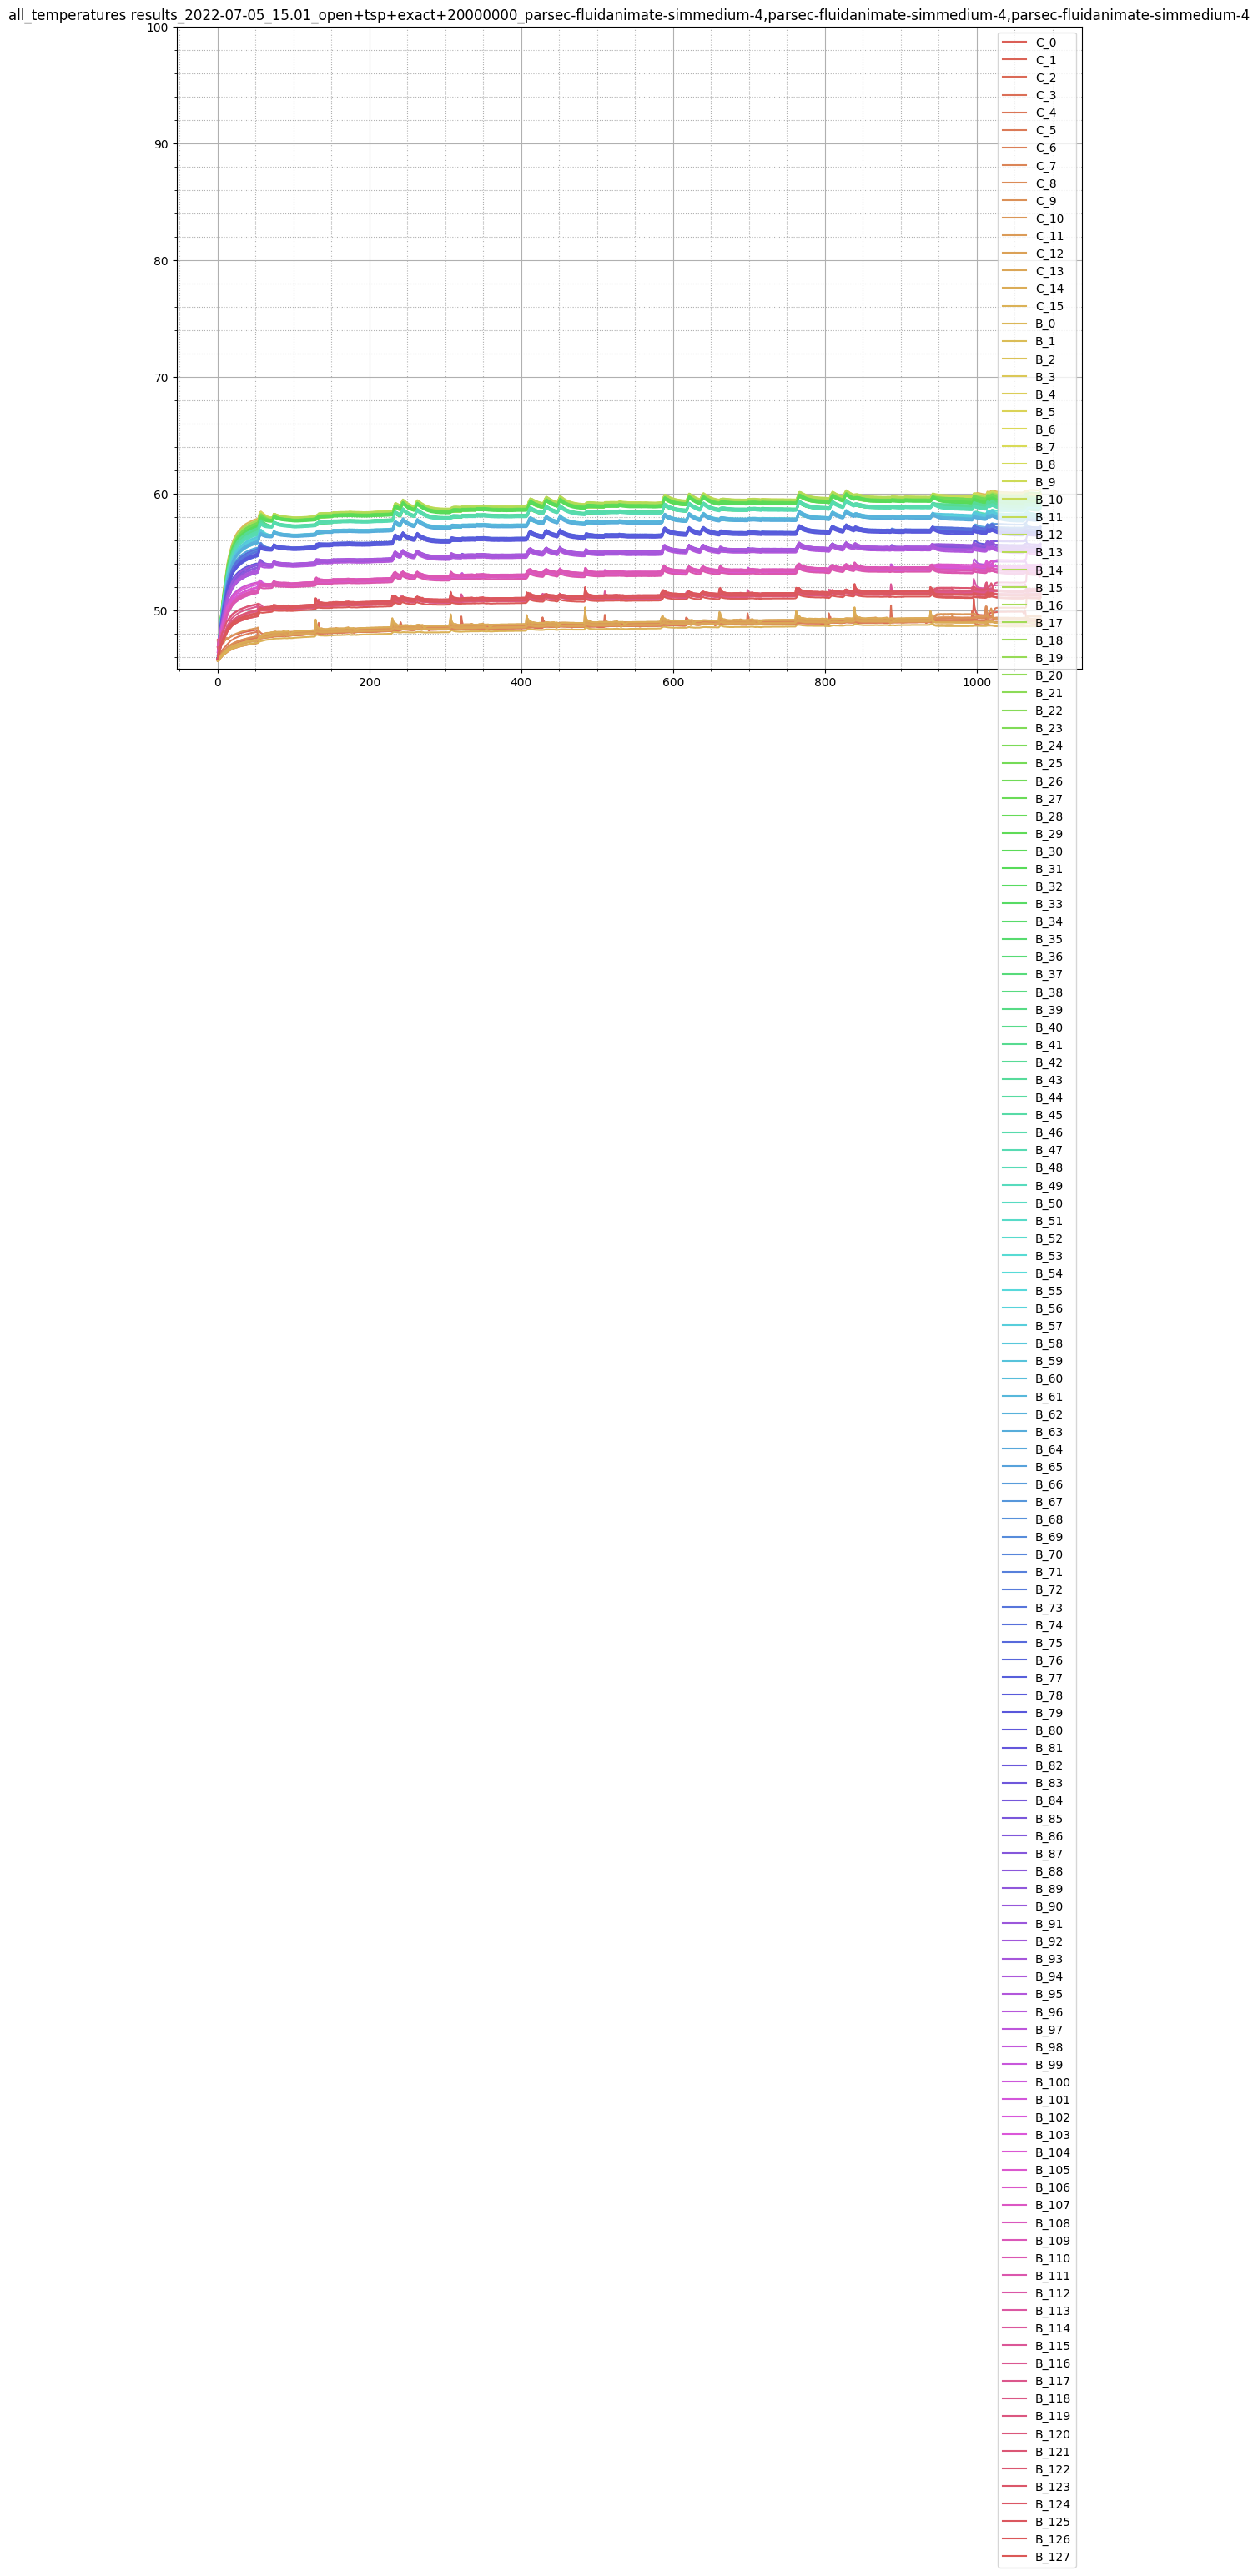 all_temperatures results_2022-07-05_15.01_open+tsp+exact+20000000_parsec-fluidanimate-simmedium-4,parsec-fluidanimate-simmedium-4,parsec-fluidanimate-simmedium-4
100
90
80
70
60
50
0
200
400
600
800
1000
C_0
C_1
C_2
C_3
C_4
C_5
C_6
C_7
C_8
C_9
C_10
C_11
C_12
C_13
C_14
C_15
B_0
B_1
B_2
B_3
B_4
B_5
B_6
B_7
B_8
B_9
B_10
B_11
B_12
B_13
B_14
B_15
B_16
B_17
B_18
B_19
B_20
B_21
B_22
B_23
B_24
B_25
B_26
B_27
B_28
B_29
B_30
B_31
B_32
B_33
B_34
B_35
B_36
B_37
B_38
B_39
B_40
B_41
B_42
B_43
B_44
B_45
B_46
B_47
B_48
B_49
B_50
B_51
B_52
B_53
B_54
B_55
B_56
B_57
B_58
B_59
B_60
B_61
B_62
B_63
B_64
B_65
B_66
B_67
B_68
B_69
B_70
B_71
B_72
B_73
B_74
B_75
B_76
B_77
B_78
B_79
B_80
B_81
B_82
B_83
B_84
B_85
B_86
B_87
B_88
B_89
B_90
B_91
B_92
B_93
B_94
B_95
B_96
B_97
B_98
B_99
B_100
B_101
B_102
B_103
B_104
B_105
B_106
B_107
B_108
B_109
B_110
B_111
B_112
B_113
B_114
B_115
B_116
B_117
B_118
B_119
B_120
B_121
B_122
B_123
B_124
B_125
B_126
B_127